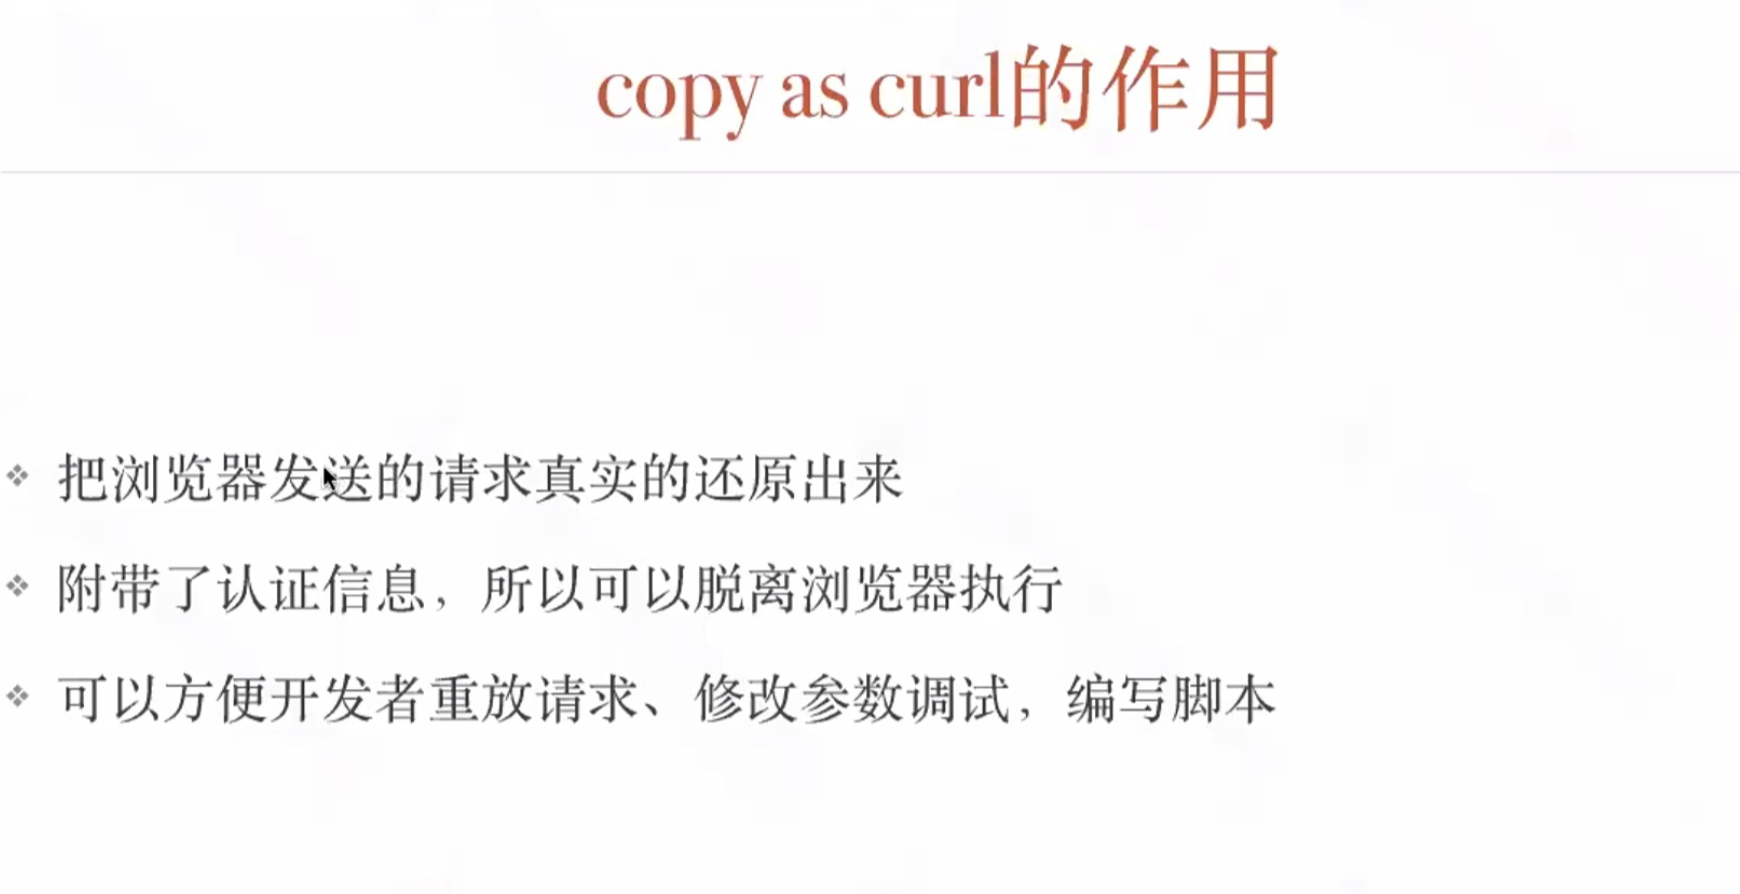 copy as curl的作用
把浏览器发送的请求真实的还原出来
附带了认证信息，所以可以脱离浏览器执行
可以方便开发者重放请求、修改参数调试，编写脚本